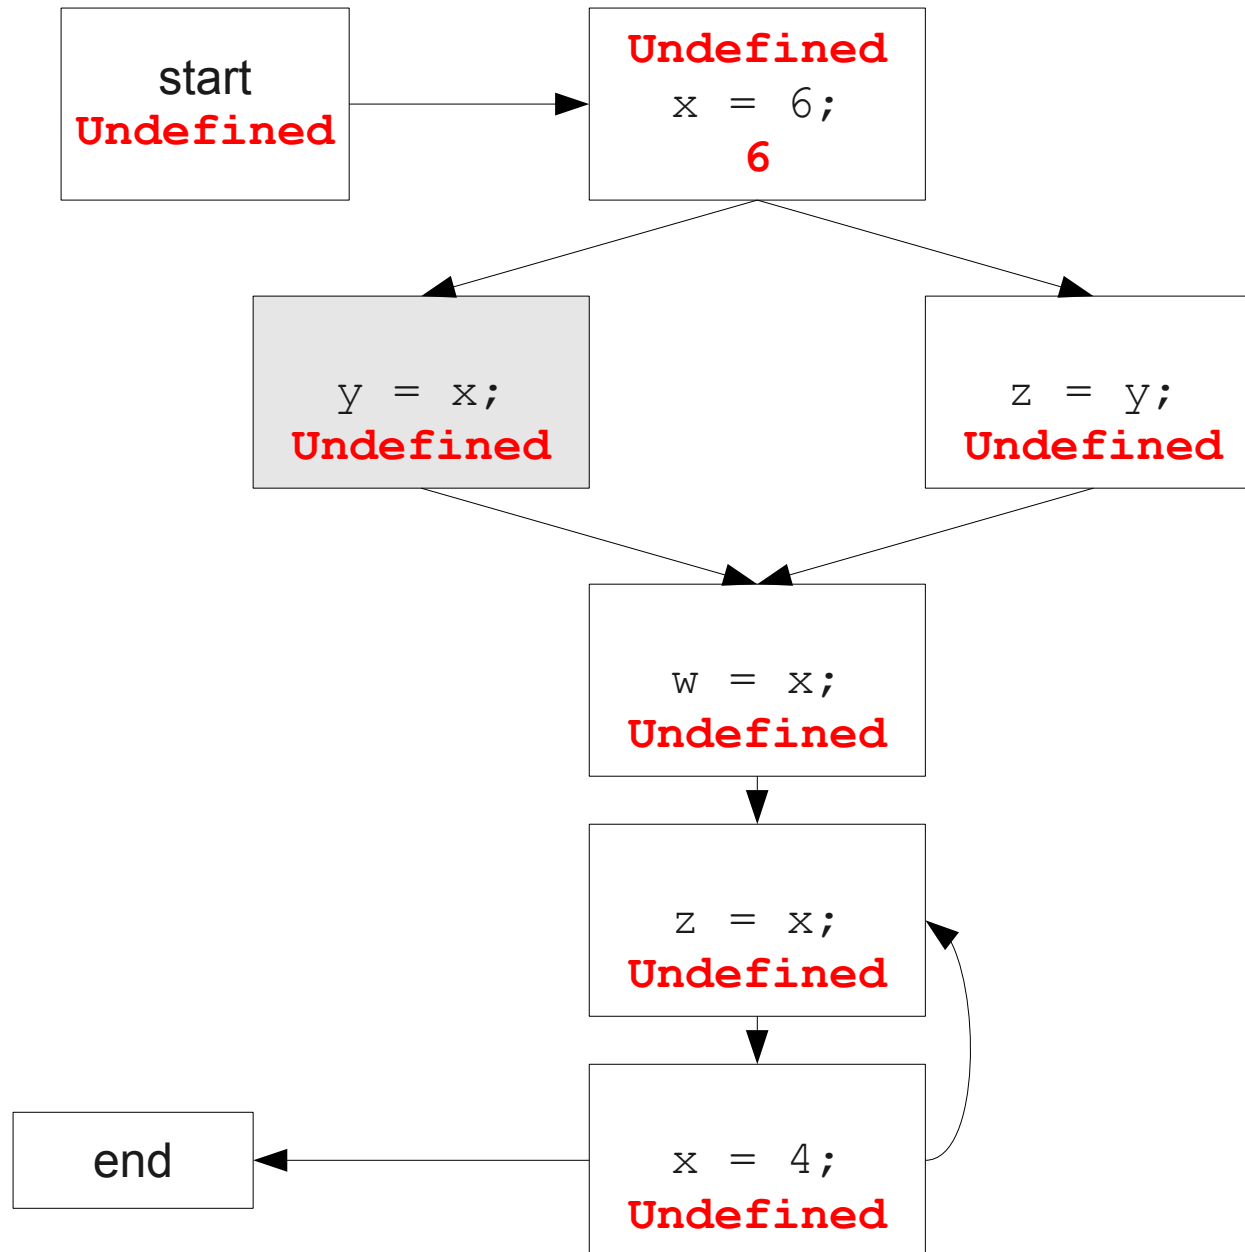 start
Undefined
Undefined
x = 6;
6
y = x;
Undefined
z = y;
Undefined
w = x;
Undefined
z = x;
Undefined
end
x = 4;
Undefined